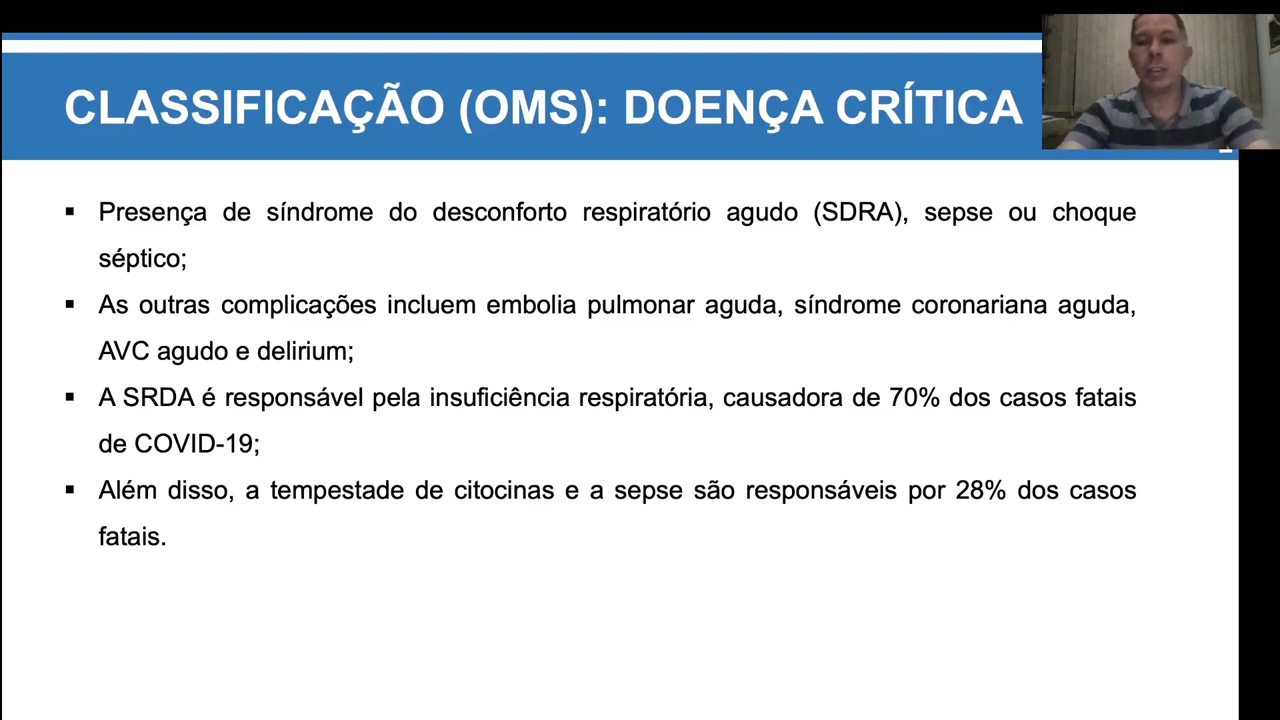 CLASSIFICAÇÃO (OMS): DOENÇA CRÍTICA
▪ Presença de síndrome do desconforto respiratório agudo (SDRA), sepse ou choque
séptico;
▪ As outras complicações incluem embolia pulmonar aguda, síndrome coronariana aguda,
AVC agudo e delirium;
▪ A SRDA é responsável pela insuficiência respiratória, causadora de 70% dos casos fatais
de COVID-19;
▪ Além disso, a tempestade de citocinas e a sepse são responsáveis por 28% dos casos
fatais.